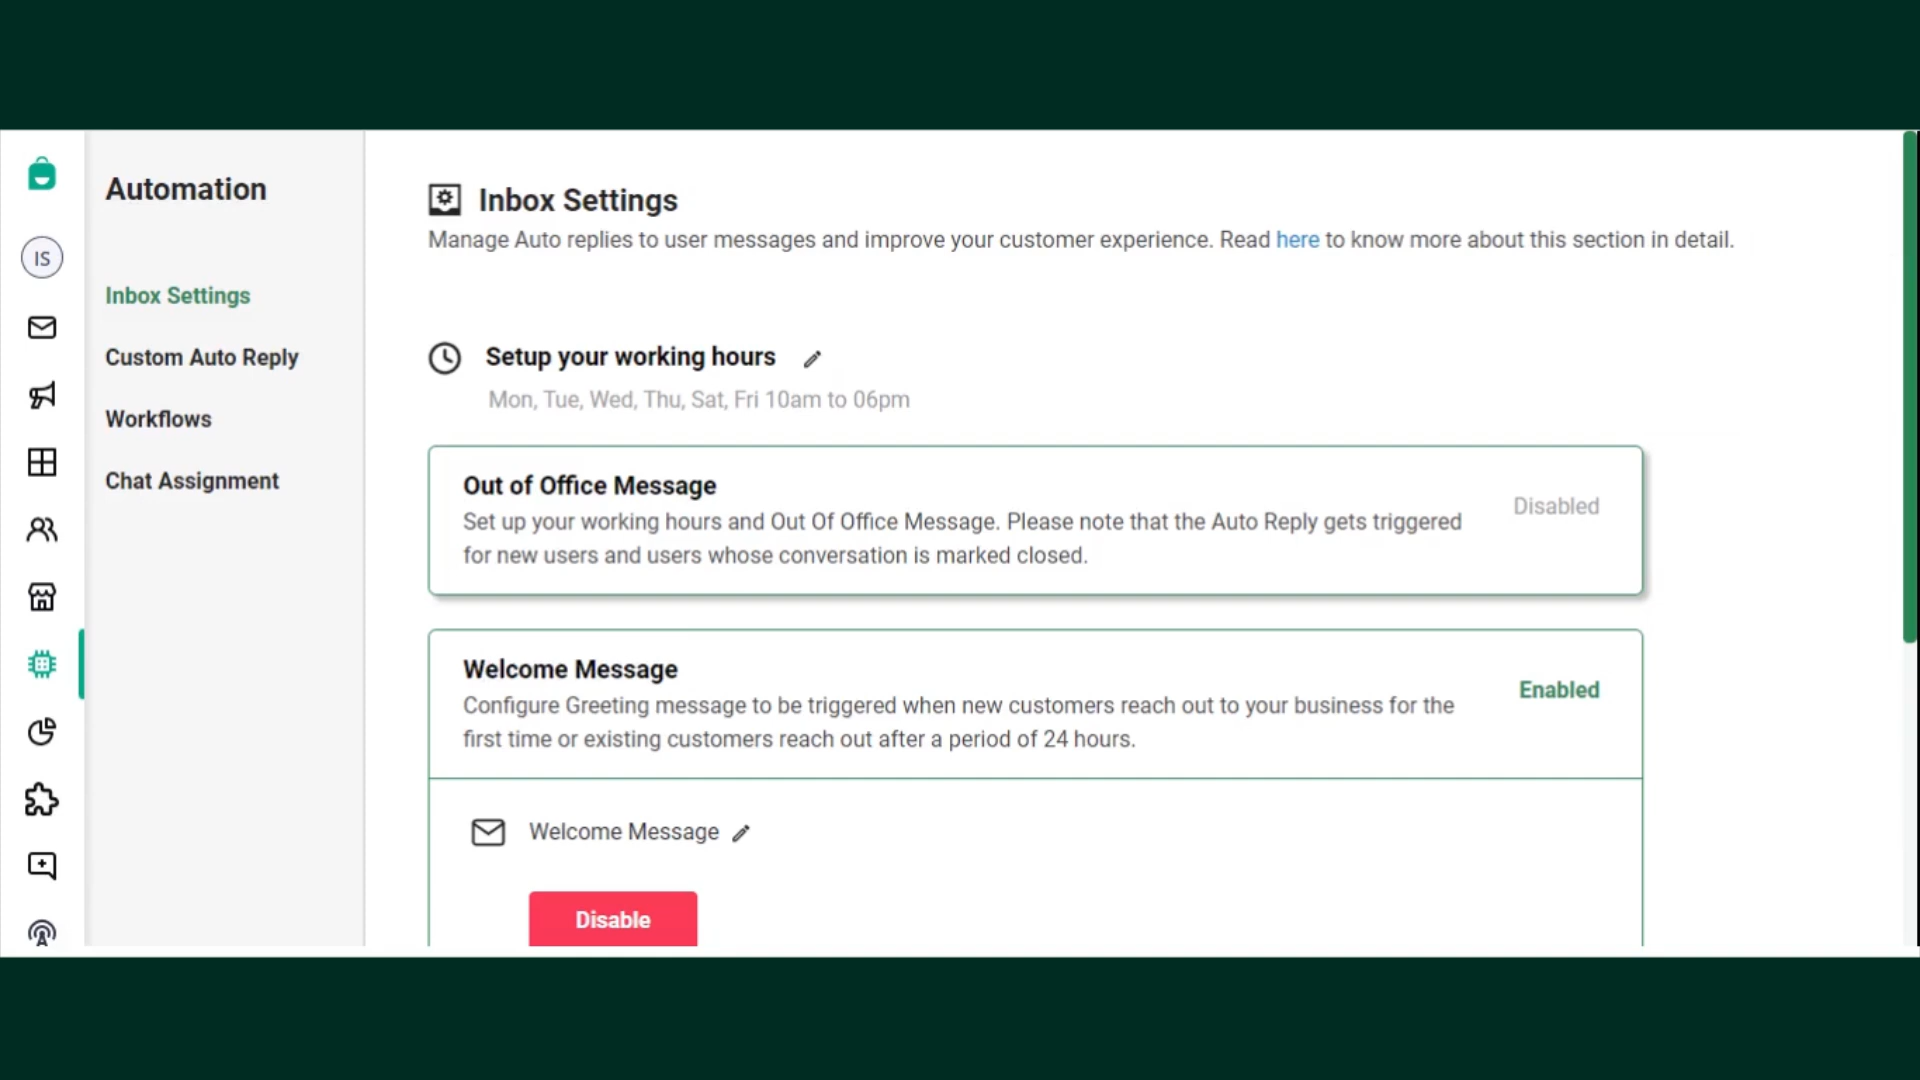 Automation
IS
Inbox Settings
Custom Auto Reply
Workflows
Chat Assignment
Inbox Settings
Manage Auto replies to user messages and improve your customer experience. Read here to know more about this section in detail.
Setup your working hours
Mon, Tue, Wed, Thu, Sat, Fri 10am to 06pm
Out of Office Message
Set up your working hours and Out Of Office Message. Please note that the Auto Reply gets triggered
for new users and users whose conversation is marked closed.
Disabled
Welcome Message
Configure Greeting message to be triggered when new customers reach out to your business for the
first time or existing customers reach out after a period of 24 hours.
Enabled
Welcome Message
Disable